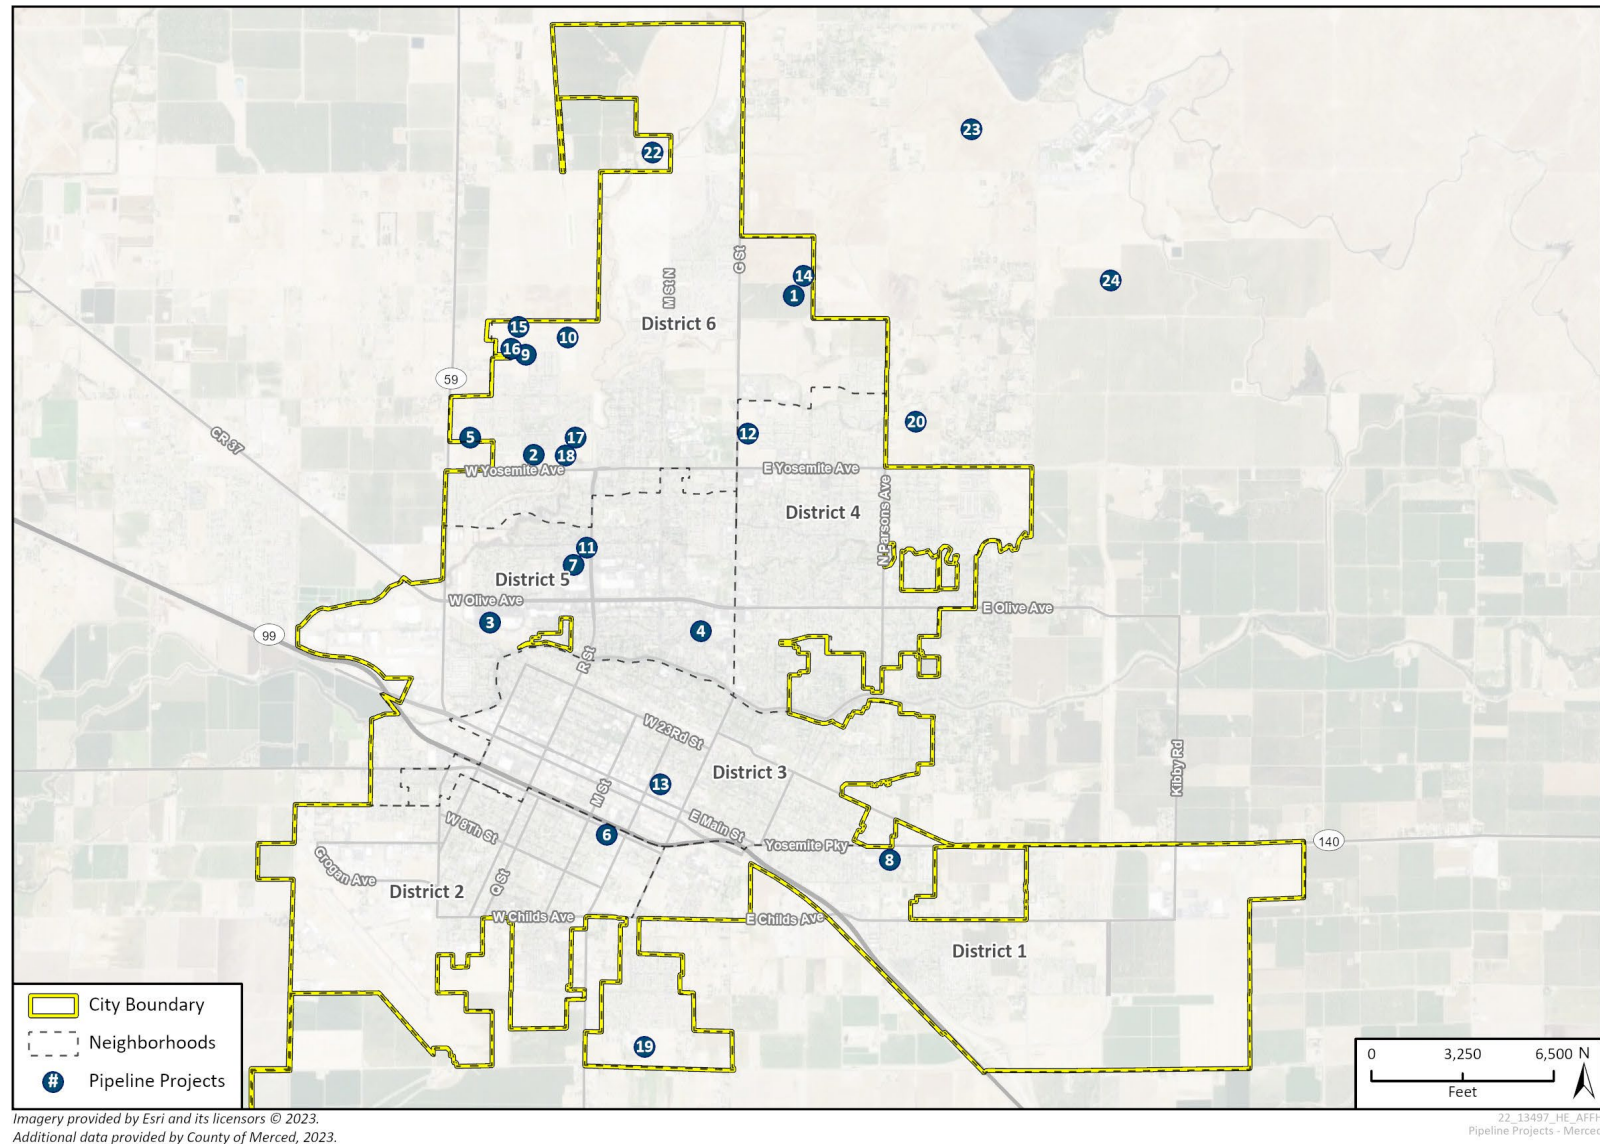 23
22
G St
14
24
1
M St N
District 6
15
10
16
9
59
20
12
5
17
CR 37
2
18
W Yosemite Ave
E Yosemite Ave
District 4
N Parsons Ave
11
7
District 5
W Olive Ave
E Olive Ave
3
4
99
R St
W 23Rd St
Kibby Rd
District 3
13
M St
E Main St
W 8Th St
6
Yosemite Pky
140
8
Grogan Ave
District 2
Q St
W Childs Ave
E Childs Ave
District 1
19
City Boundary
Neighborhoods
# Pipeline Projects
0 3,250 6,500 N
Feet
Imagery provided by Esri and its licensors © 2023.
Additional data provided by County of Merced, 2023.
22_13497_HE_AFFH
Pipeline Projects - Merced